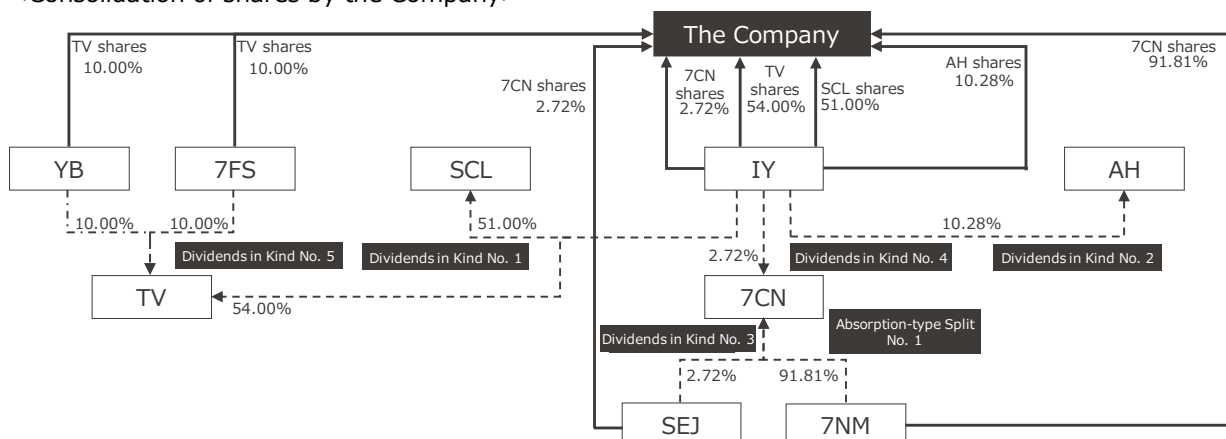 <Consolidation of shares by the Company>
The Company
TV shares
10.00%
TV shares
10.00%
7CN shares
2.72%
7CN
shares
2.72%
TV
shares
54.00%
SCL shares
51.00%
AH shares
10.28%
7CN shares
91.81%
YB
7FS
SCL
IY
AH
10.00%
10.00%
51.00%
10.28%
Dividends in Kind No. 5
Dividends in Kind No. 1
2.72%
Dividends in Kind No. 4
Dividends in Kind No. 2
TV
54.00%
7CN
Dividends in Kind No. 3
Absorption-type Split
No. 1
2.72%
91.81%
SEJ
7NM